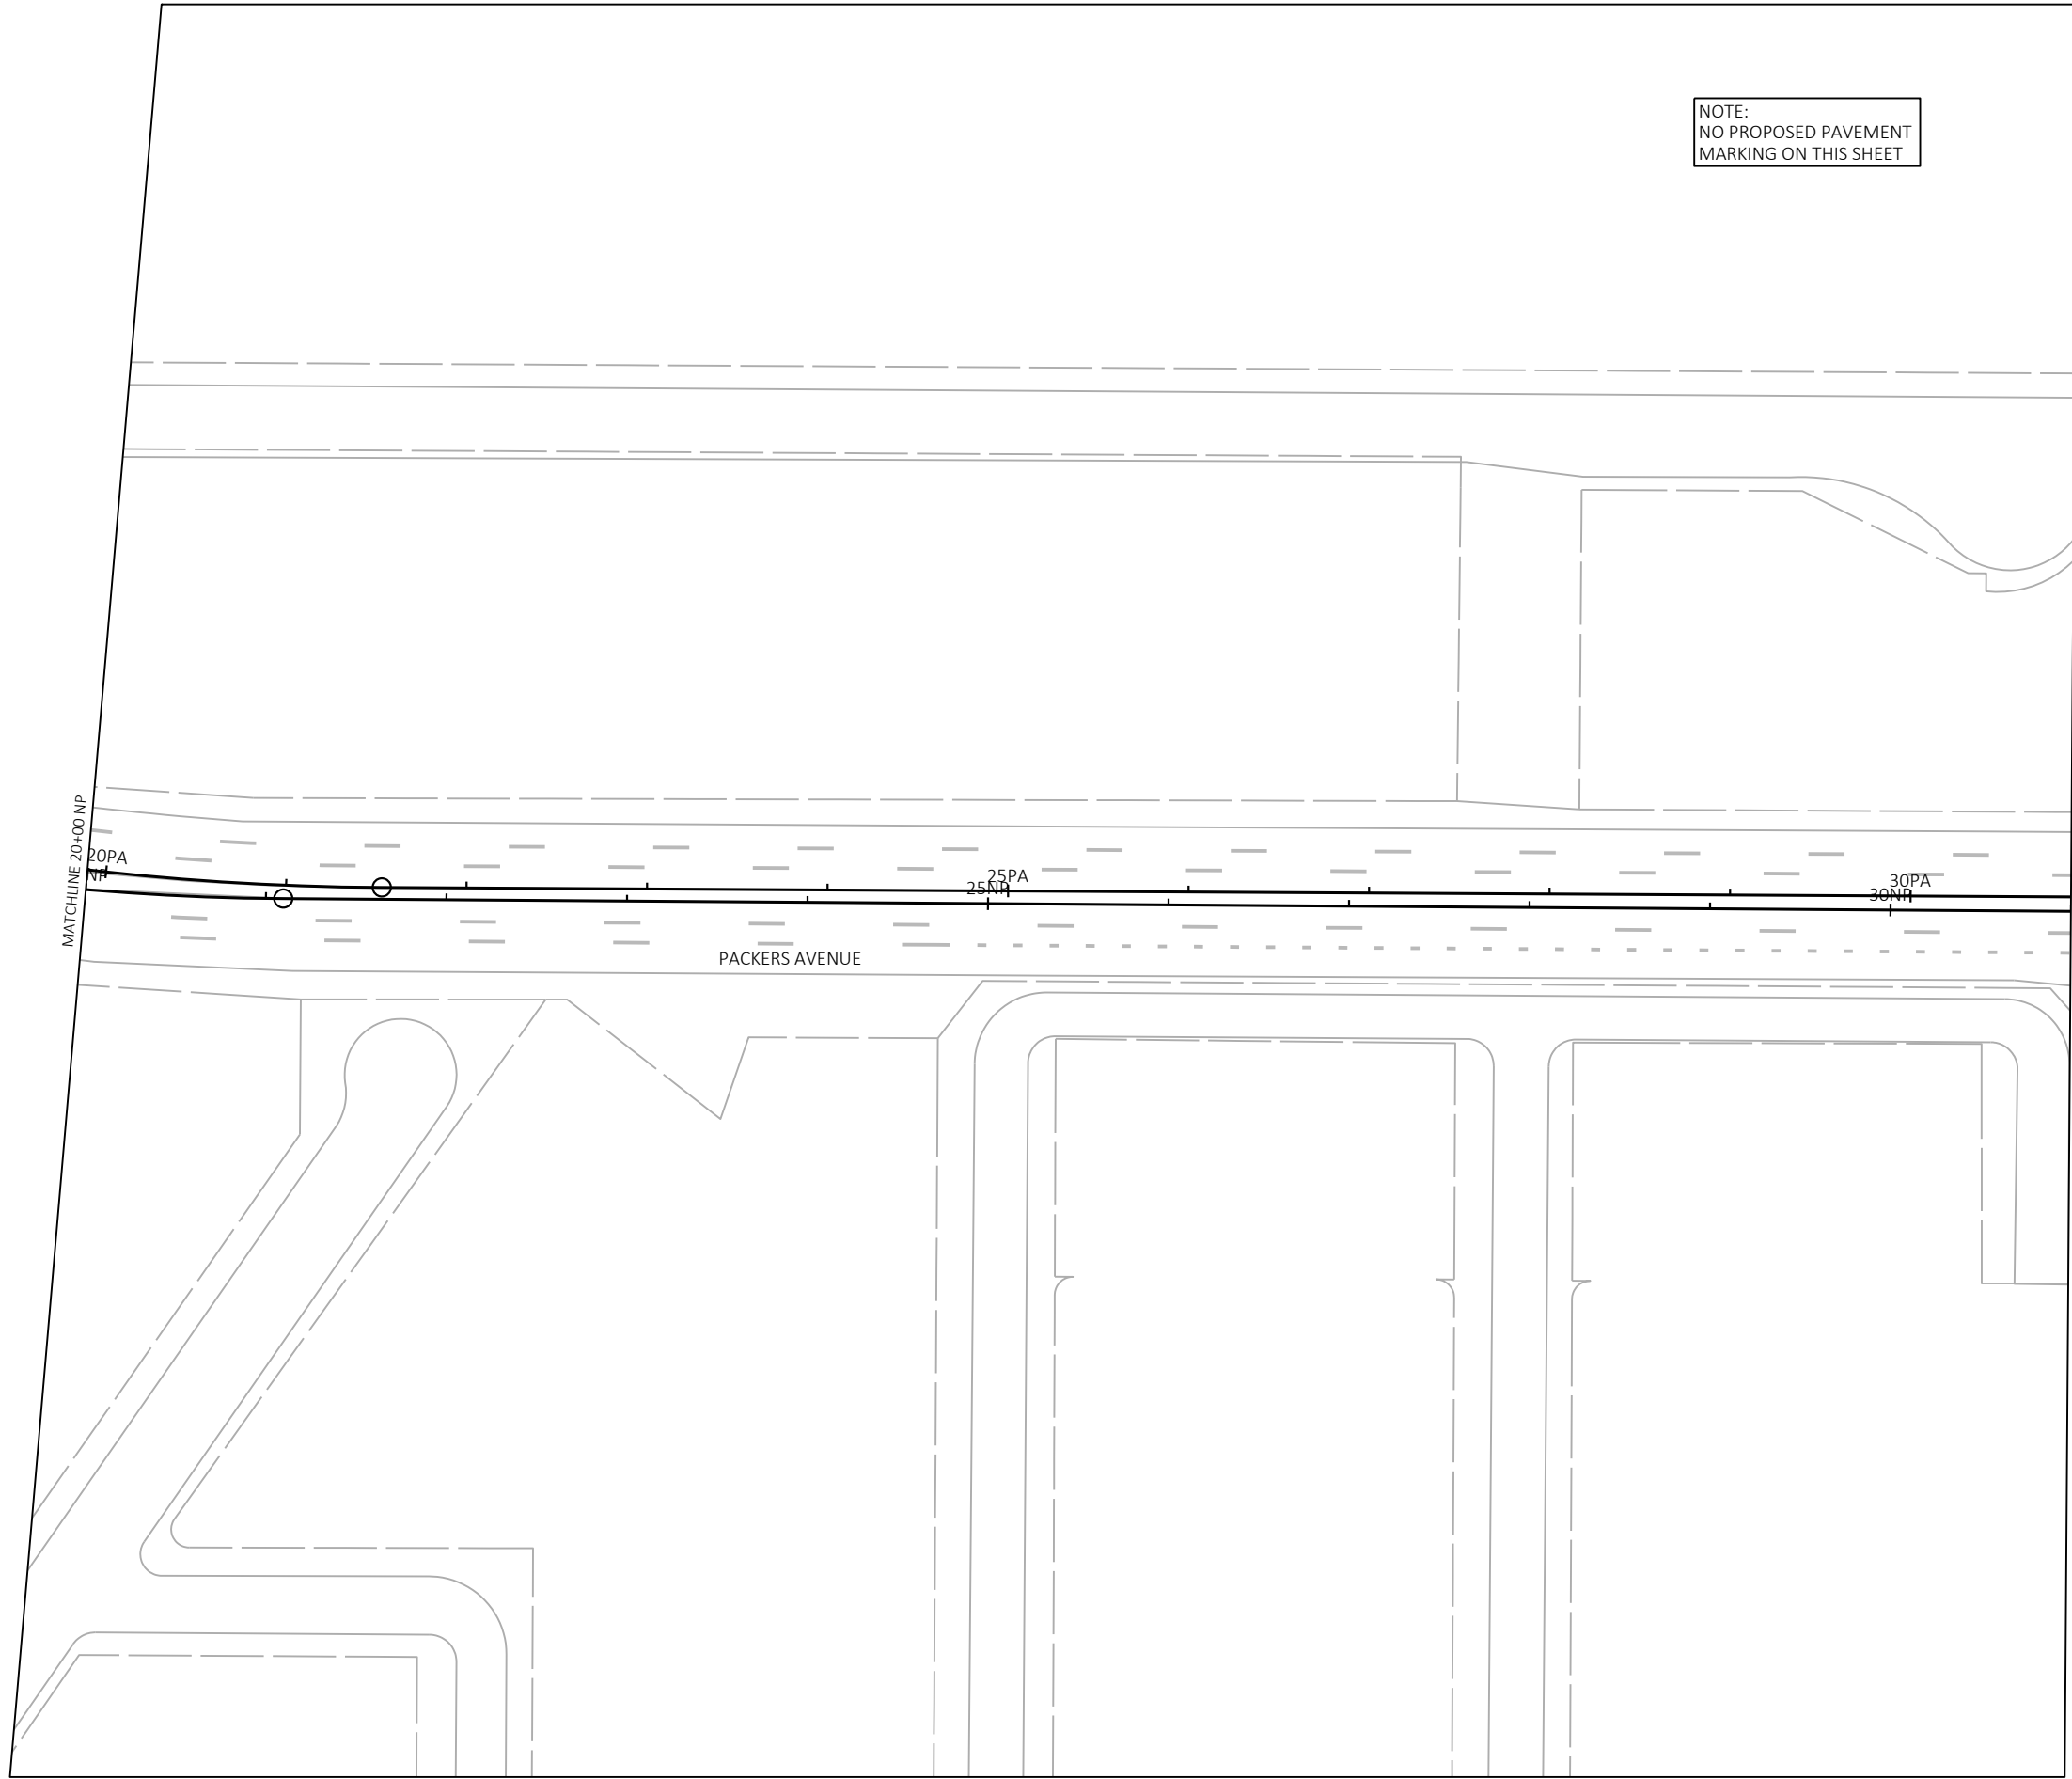 NOTE:
NO PROPOSED PAVEMENT
MARKING ON THIS SHEET
MATCHLINE 20+00 NP
20PA
NP
25PA
25NP
30PA
30NP
PACKERS AVENUE